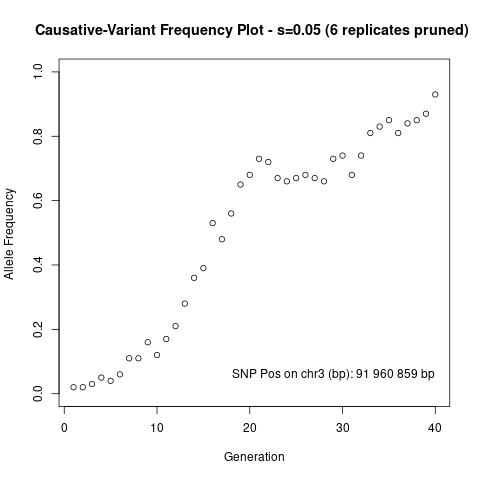 Causative-Variant Frequency Plot - s=0.05 (6 replicates pruned)
1.0
0.8
0.6
0.4
0.2
0.0
Allele Frequency
SNP Pos on chr3 (bp): 91 960 859 bp
0 10 20 30 40
Generation